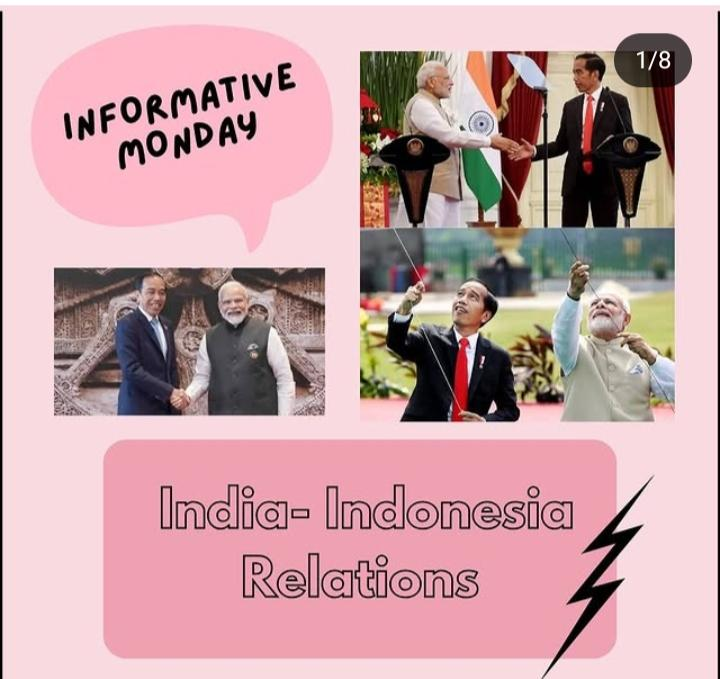 INFORMATIVE
MONDAY
1/8
India- Indonesia
Relations